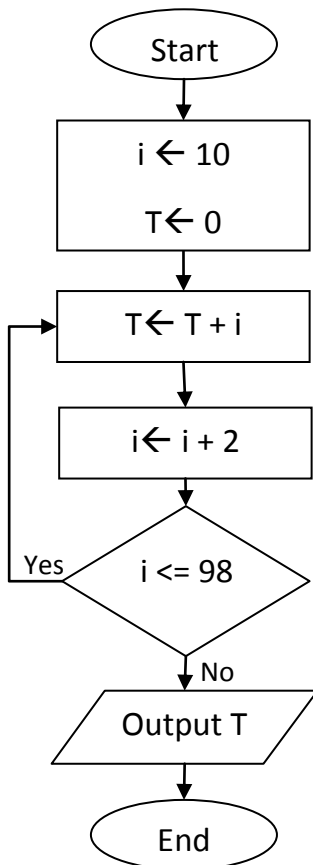 Start
i ← 10
T← 0
T← T + i
i← i + 2
i <= 98
Yes
No
Output T
End